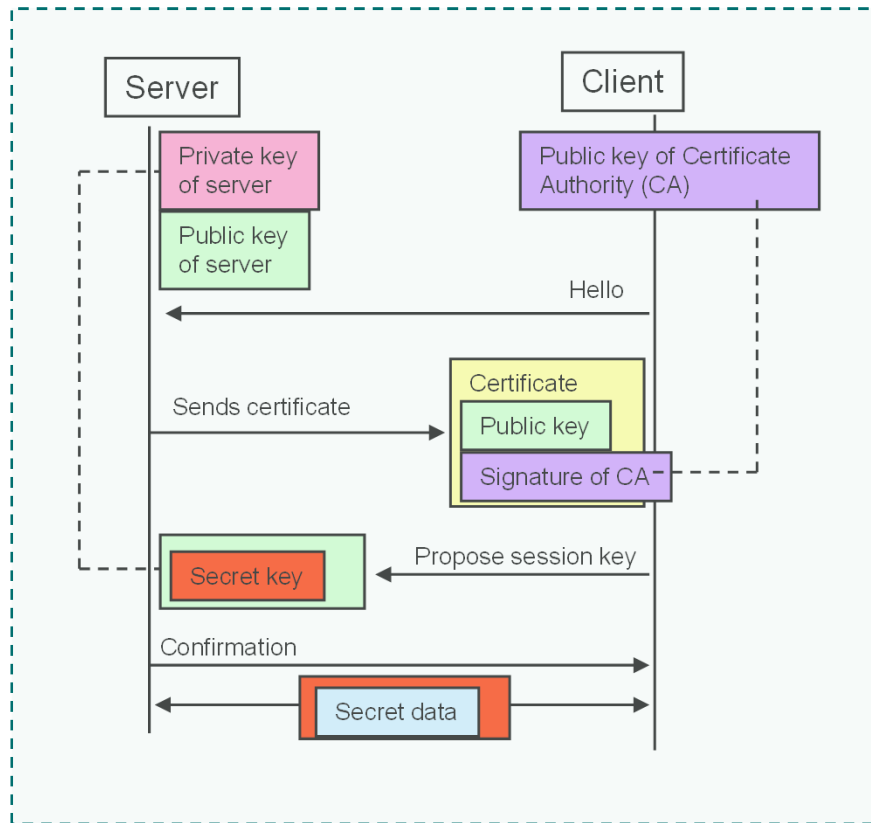 Server
Client
Private key
of server
Public key of Certificate
Authority (CA)
Public key
of server
Hello
Certificate
Sends certificate
Public key
Signature of CA
Propose session key
Secret key
Confirmation
Secret data